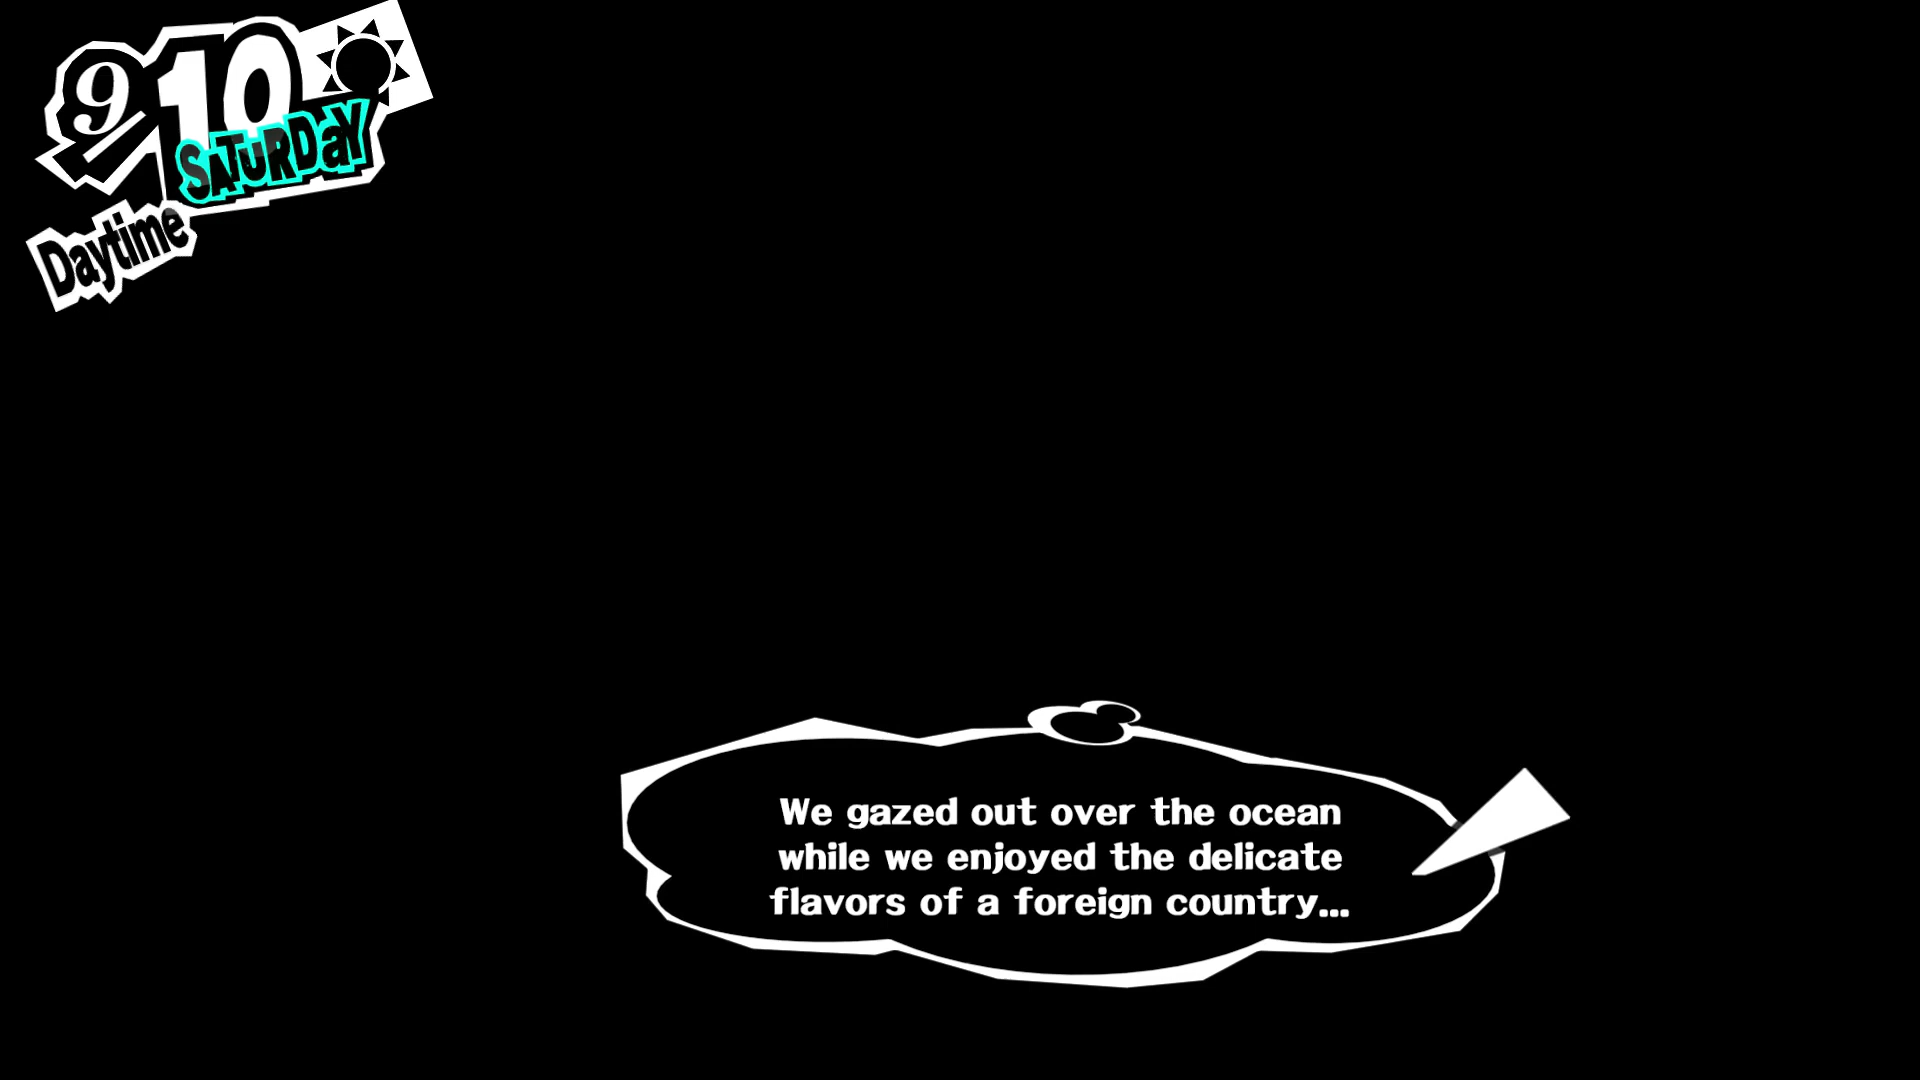 9/10
SaTURDaY
Daytime
We gazed out over the ocean
while we enjoyed the delicate
flavors of a foreign country...